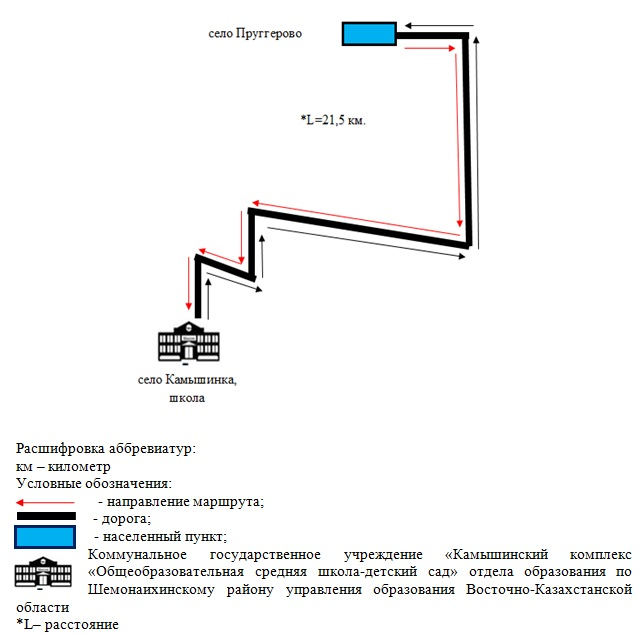 село Пруггерово
*L=21,5 км.
село Камышинка,
школа
Расшифровка аббревиатур:
км – километр
Условные обозначения:
- направление маршрута;
- дорога;
- населенный пункт;
Коммунальное государственное учреждение «Камышинский комплекс
«Общеобразовательная средняя школа-детский сад» отдела образования по
Шемонаихинскому району управления образования Восточно-Казахстанской
области
*L– расстояние